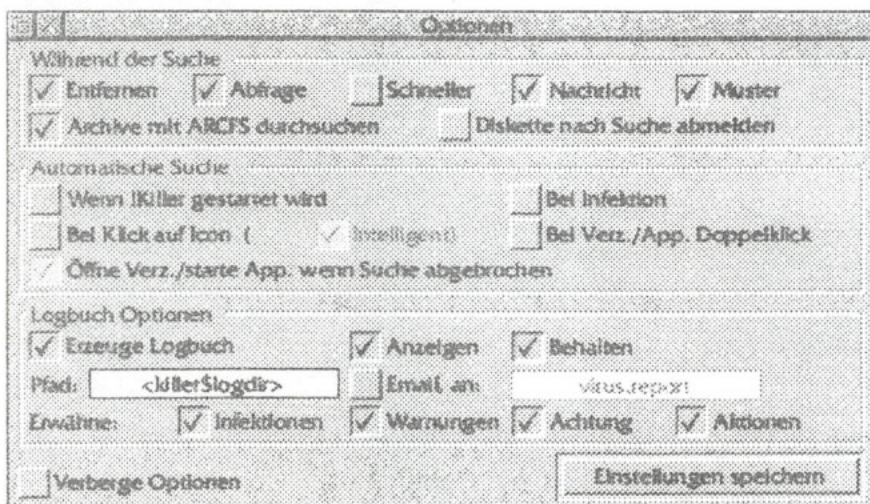 Optionen
Während der Suche
Entfernen Abfrage Schneller Nachricht Muster
Archive mit ARCFS durchsuchen Diskette nach Suche abmelden
Automatische Suche
Wenn !Killer gestartet wird Bei Infektion
Bei Klick auf Icon ( Intelligent) Bei Verz./App. Doppelklick
Öffne Verz./starte App. wenn Suche abgebrochen
Logbuch Optionen
Erzeuge Logbuch Anzeigen Behalten
Pfad: <killer$logdir> Email, an: virus.report
Erwähne: Infektionen Warnungen Achtung Aktionen
Verberge Optionen Einstellungen speichern